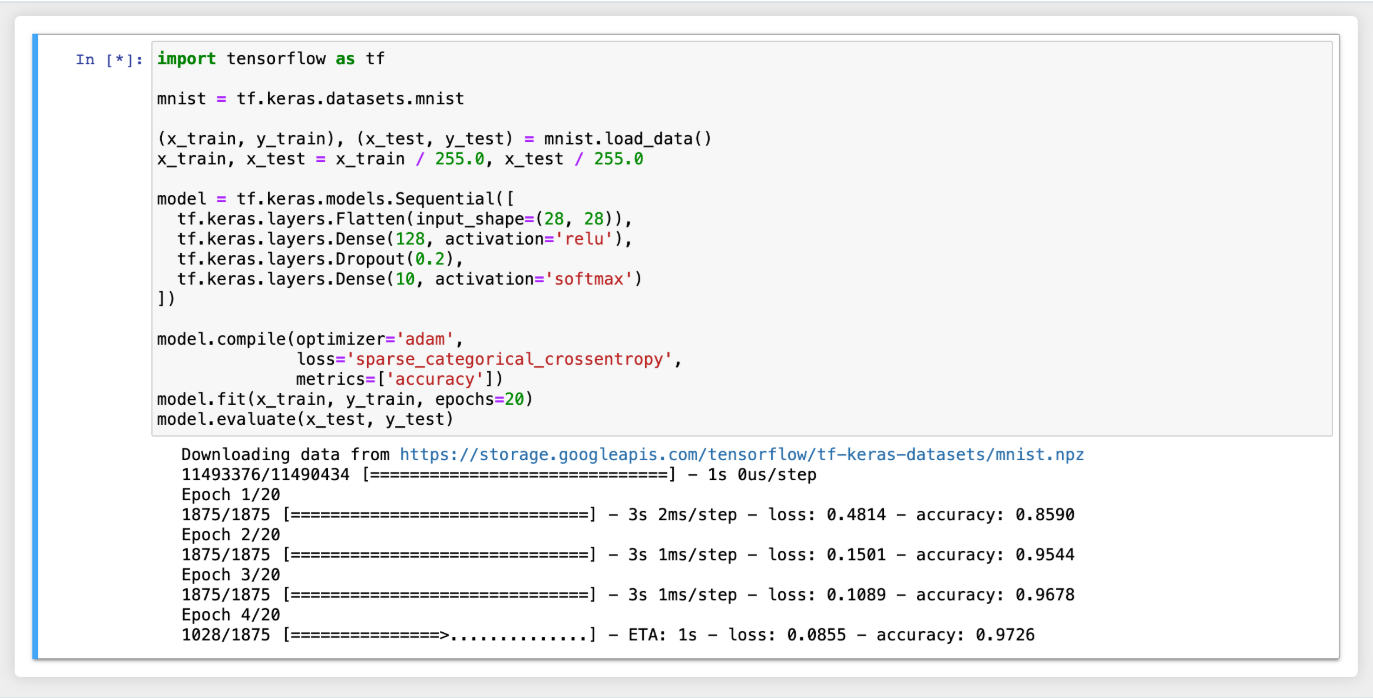 In [*]: import tensorflow as tf
mnist = tf.keras.datasets.mnist
(x_train, y_train), (x_test, y_test) = mnist.load_data()
x_train, x_test = x_train / 255.0, x_test / 255.0
model = tf.keras.models.Sequential([
  tf.keras.layers.Flatten(input_shape=(28, 28)),
  tf.keras.layers.Dense(128, activation='relu'),
  tf.keras.layers.Dropout(0.2),
  tf.keras.layers.Dense(10, activation='softmax')
])
model.compile(optimizer='adam',
              loss='sparse_categorical_crossentropy',
              metrics=['accuracy'])
model.fit(x_train, y_train, epochs=20)
model.evaluate(x_test, y_test)
Downloading data from https://storage.googleapis.com/tensorflow/tf-keras-datasets/mnist.npz
11493376/11490434 [==============================] - 1s 0us/step
Epoch 1/20
1875/1875 [==============================] - 3s 2ms/step - loss: 0.4814 - accuracy: 0.8590
Epoch 2/20
1875/1875 [==============================] - 3s 1ms/step - loss: 0.1501 - accuracy: 0.9544
Epoch 3/20
1875/1875 [==============================] - 3s 1ms/step - loss: 0.1089 - accuracy: 0.9678
Epoch 4/20
1028/1875 [===============>..............] - ETA: 1s - loss: 0.0855 - accuracy: 0.9726